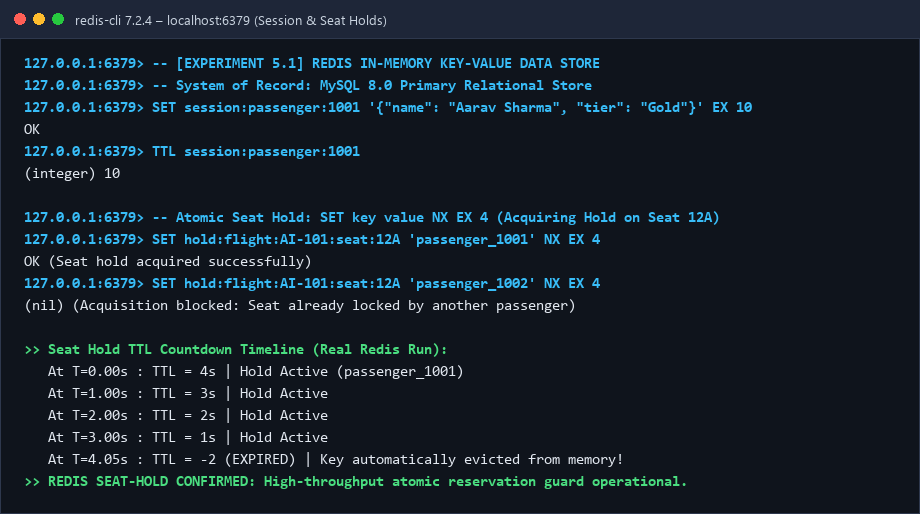 redis-cli 7.2.4 – localhost:6379 (Session & Seat Holds)
127.0.0.1:6379> -- [EXPERIMENT 5.1] REDIS IN-MEMORY KEY-VALUE DATA STORE
127.0.0.1:6379> -- System of Record: MySQL 8.0 Primary Relational Store
127.0.0.1:6379> SET session:passenger:1001 '{"name": "Aarav Sharma", "tier": "Gold"}' EX 10
OK
127.0.0.1:6379> TTL session:passenger:1001
(integer) 10
127.0.0.1:6379> -- Atomic Seat Hold: SET key value NX EX 4 (Acquiring Hold on Seat 12A)
127.0.0.1:6379> SET hold:flight:AI-101:seat:12A 'passenger_1001' NX EX 4
OK (Seat hold acquired successfully)
127.0.0.1:6379> SET hold:flight:AI-101:seat:12A 'passenger_1002' NX EX 4
(nil) (Acquisition blocked: Seat already locked by another passenger)
>> Seat Hold TTL Countdown Timeline (Real Redis Run):
At T=0.00s : TTL = 4s | Hold Active (passenger_1001)
At T=1.00s : TTL = 3s | Hold Active
At T=2.00s : TTL = 2s | Hold Active
At T=3.00s : TTL = 1s | Hold Active
At T=4.05s : TTL = -2 (EXPIRED) | Key automatically evicted from memory!
>> REDIS SEAT-HOLD CONFIRMED: High-throughput atomic reservation guard operational.